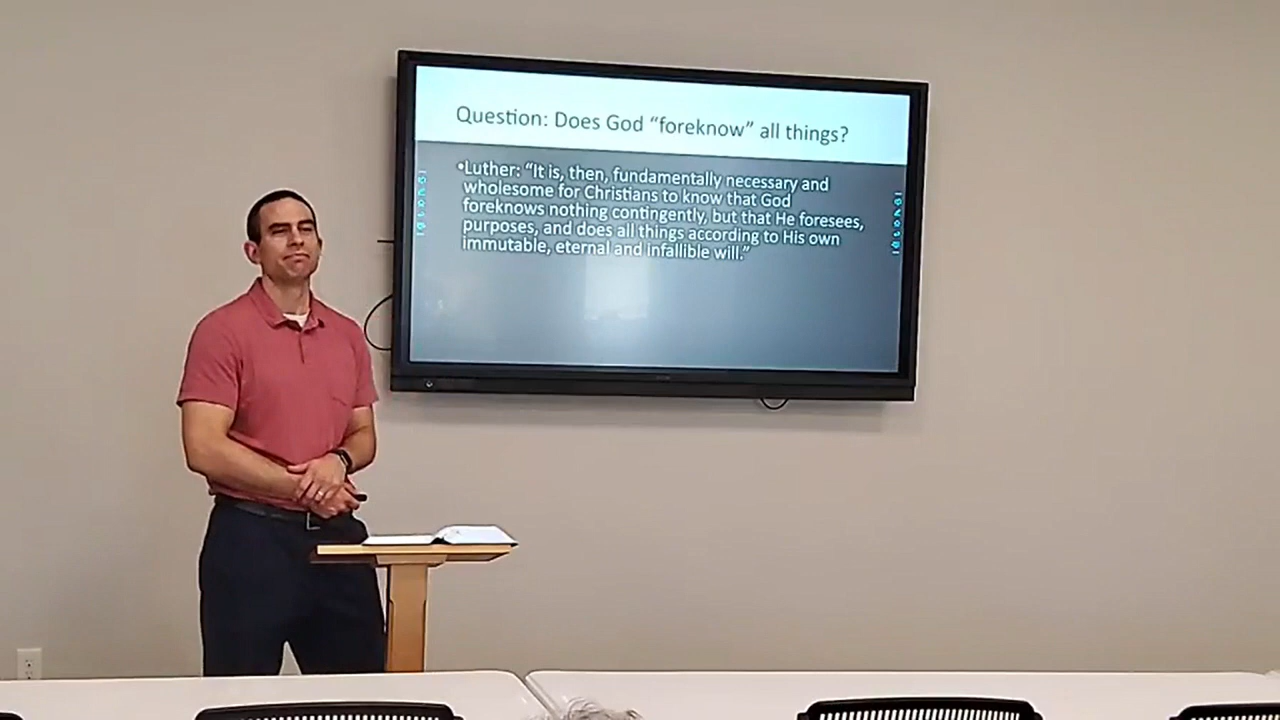 Question: Does God “foreknow” all things?
•Luther: “It is, then, fundamentally necessary and
wholesome for Christians to know that God
foreknows nothing contingently, but that He foresees,
purposes, and does all things according to His own
immutable, eternal and infallible will.”